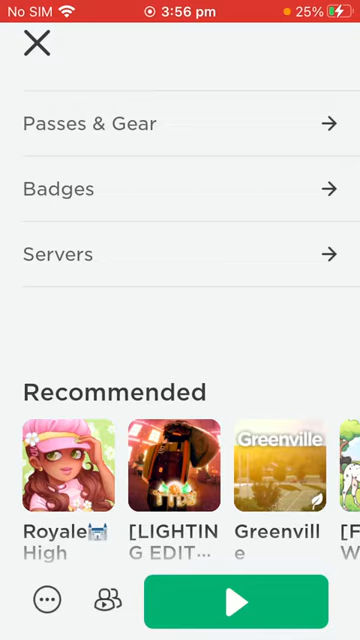 No SIM 3:56 pm 25%
Passes & Gear
Badges
Servers
Recommended
Greenville
Royale🏰
High
[LIGHTIN
G EDIT...
Greenvill
e
[F
W